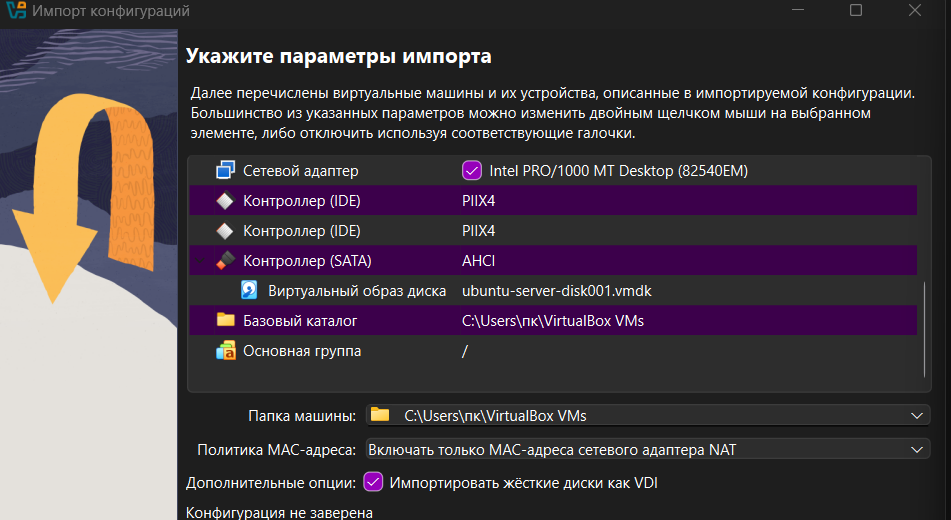 Импорт конфигураций
Укажите параметры импорта
Далее перечислены виртуальные машины и их устройства, описанные в импортируемой конфигурации.
Большинство из указанных параметров можно изменить двойным щелчком мыши на выбранном
элементе, либо отключить используя соответствующие галочки.
Сетевой адаптер Intel PRO/1000 MT Desktop (82540EM)
Контроллер (IDE) PIIX4
Контроллер (IDE) PIIX4
Контроллер (SATA) AHCI
Виртуальный образ диска ubuntu-server-disk001.vmdk
Базовый каталог C:\Users\пк\VirtualBox VMs
Основная группа /
Папка машины: C:\Users\пк\VirtualBox VMs
Политика MAC-адреса: Включать только MAC-адреса сетевого адаптера NAT
Дополнительные опции: Импортировать жёсткие диски как VDI
Конфигурация не заверена